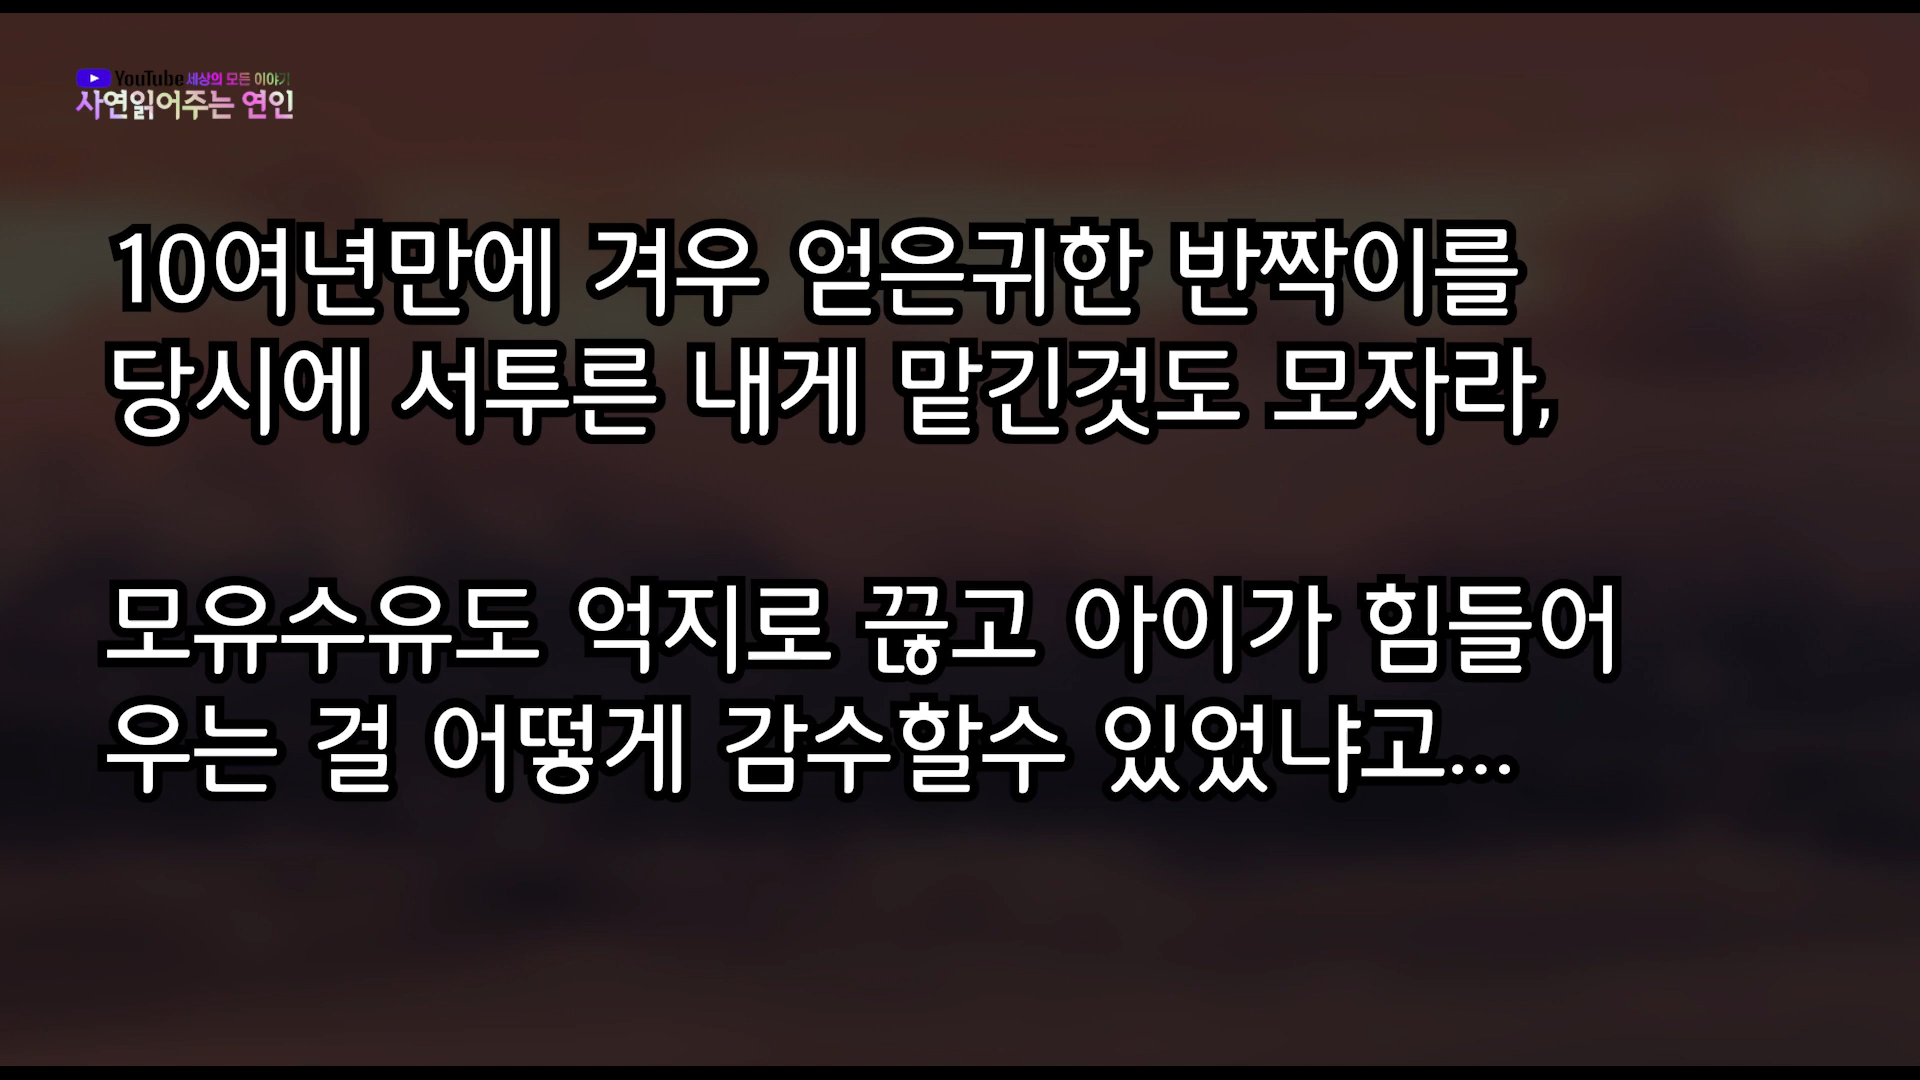 YouTube 세상의 모든 이야기
사연읽어주는 연인
10여년만에 겨우 얻은귀한 반짝이를
당시에 서투른 내게 맡긴것도 모자라,
모유수유도 억지로 끊고 아이가 힘들어
우는 걸 어떻게 감수할수 있었냐고...